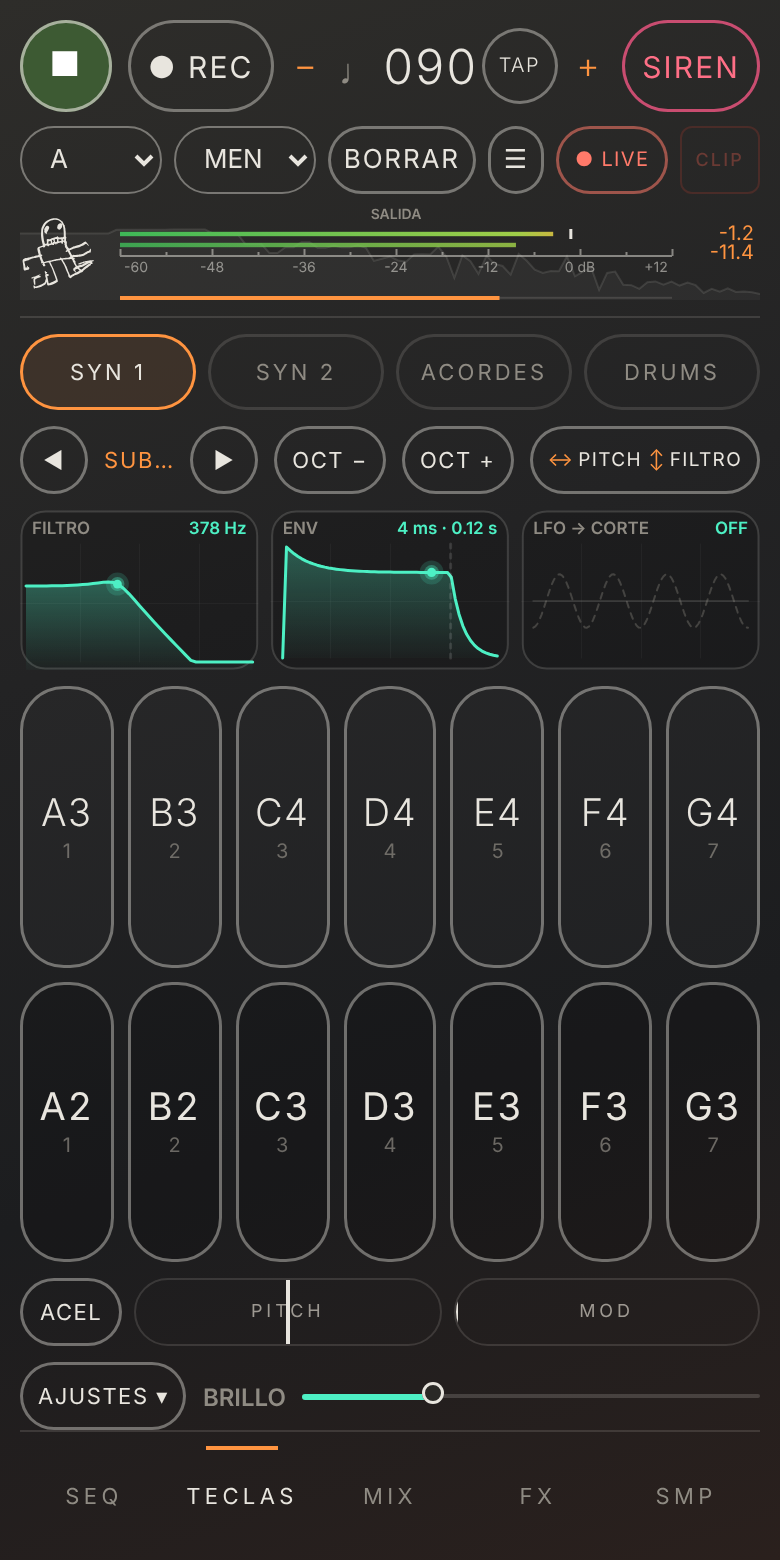 REC − ♩ 090 TAP + SIREN
A MEN BORRAR ☰ LIVE CLIP
SALIDA
-1.2
-11.4
-60 -48 -36 -24 -12 0 dB +12
SYN 1 SYN 2 ACORDES DRUMS
◀ SUB... ▶ OCT − OCT + ↔ PITCH ↕ FILTRO
FILTRO 378 Hz ENV 4 ms · 0.12 s LFO → CORTE OFF
A3 B3 C4 D4 E4 F4 G4
1 2 3 4 5 6 7
A2 B2 C3 D3 E3 F3 G3
1 2 3 4 5 6 7
ACEL PITCH MOD
AJUSTES ▾ BRILLO
SEQ TECLAS MIX FX SMP